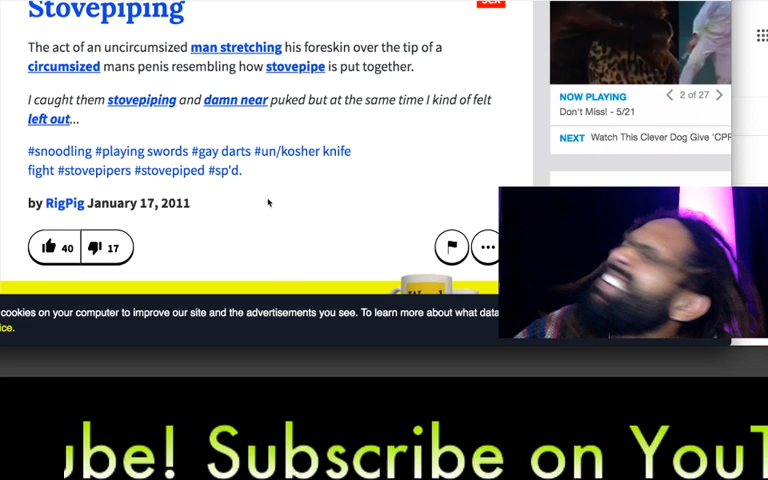 Stovepiping
The act of an uncircumsized man stretching his foreskin over the tip of a
circumsized mans penis resembling how stovepipe is put together.
I caught them stovepiping and damn near puked but at the same time I kind of felt
left out...
#snoodling #playing swords #gay darts #un/kosher knife
fight #stovepipers #stovepiped #sp'd.
by RigPig January 17, 2011
40 17
NOW PLAYING
2 of 27
Don't Miss! - 5/21
NEXT Watch This Clever Dog Give 'CPR
cookies on your computer to improve our site and the advertisements you see. To learn more about what data
ice.
ube! Subscribe on YouT